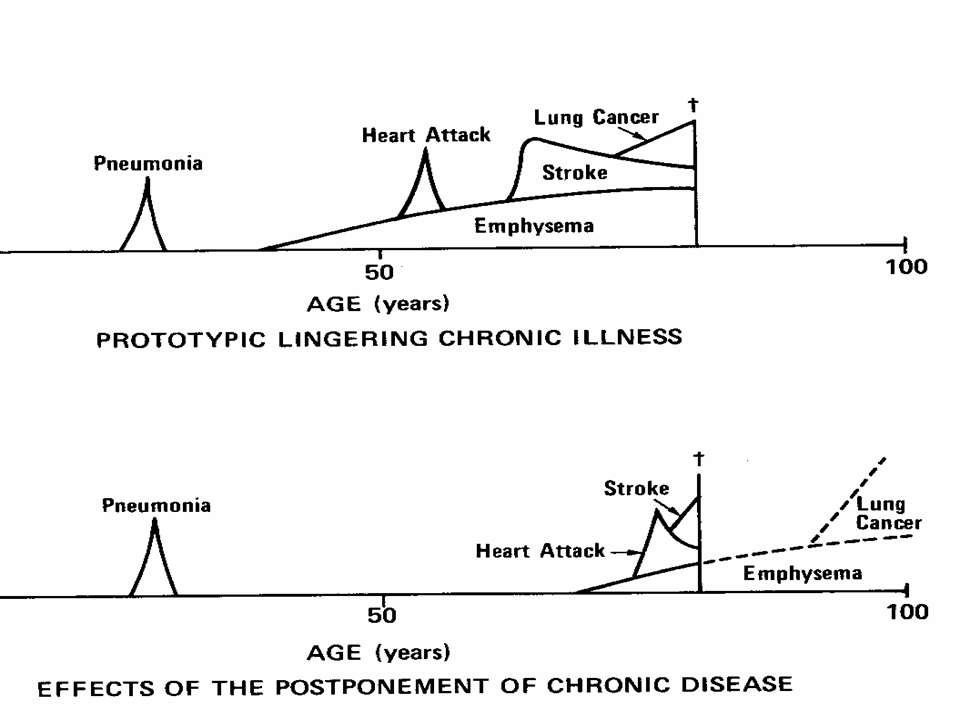 †
Lung Cancer
Heart Attack
Pneumonia
Stroke
Emphysema
50
100
AGE (years)
PROTOTYPIC LINGERING CHRONIC ILLNESS
†
Stroke
Pneumonia
Lung
Cancer
Heart Attack
Emphysema
50
100
AGE (years)
EFFECTS OF THE POSTPONEMENT OF CHRONIC DISEASE